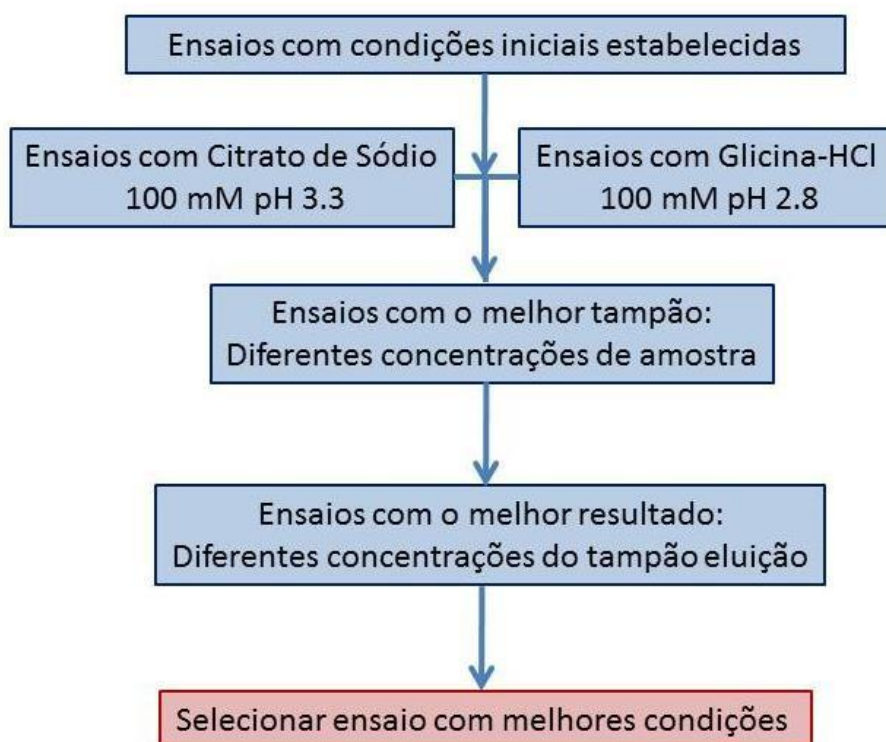 Ensaios com condições iniciais estabelecidas
Ensaios com Citrato de Sódio
100 mM pH 3.3
Ensaios com Glicina-HCl
100 mM pH 2.8
Ensaios com o melhor tampão:
Diferentes concentrações de amostra
Ensaios com o melhor resultado:
Diferentes concentrações do tampão eluição
Selecionar ensaio com melhores condições